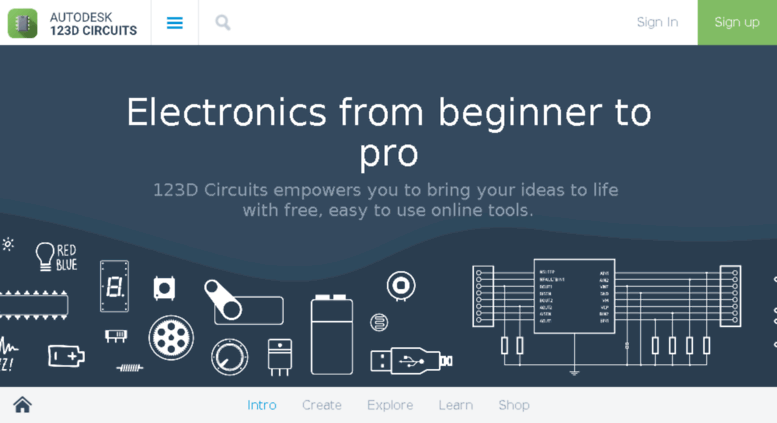 AUTODESK
123D CIRCUITS
Sign In
Sign up
Electronics from beginner to
pro
123D Circuits empowers you to bring your ideas to life
with free, easy to use online tools.
RED
BLUE
Intro
Create
Explore
Learn
Shop